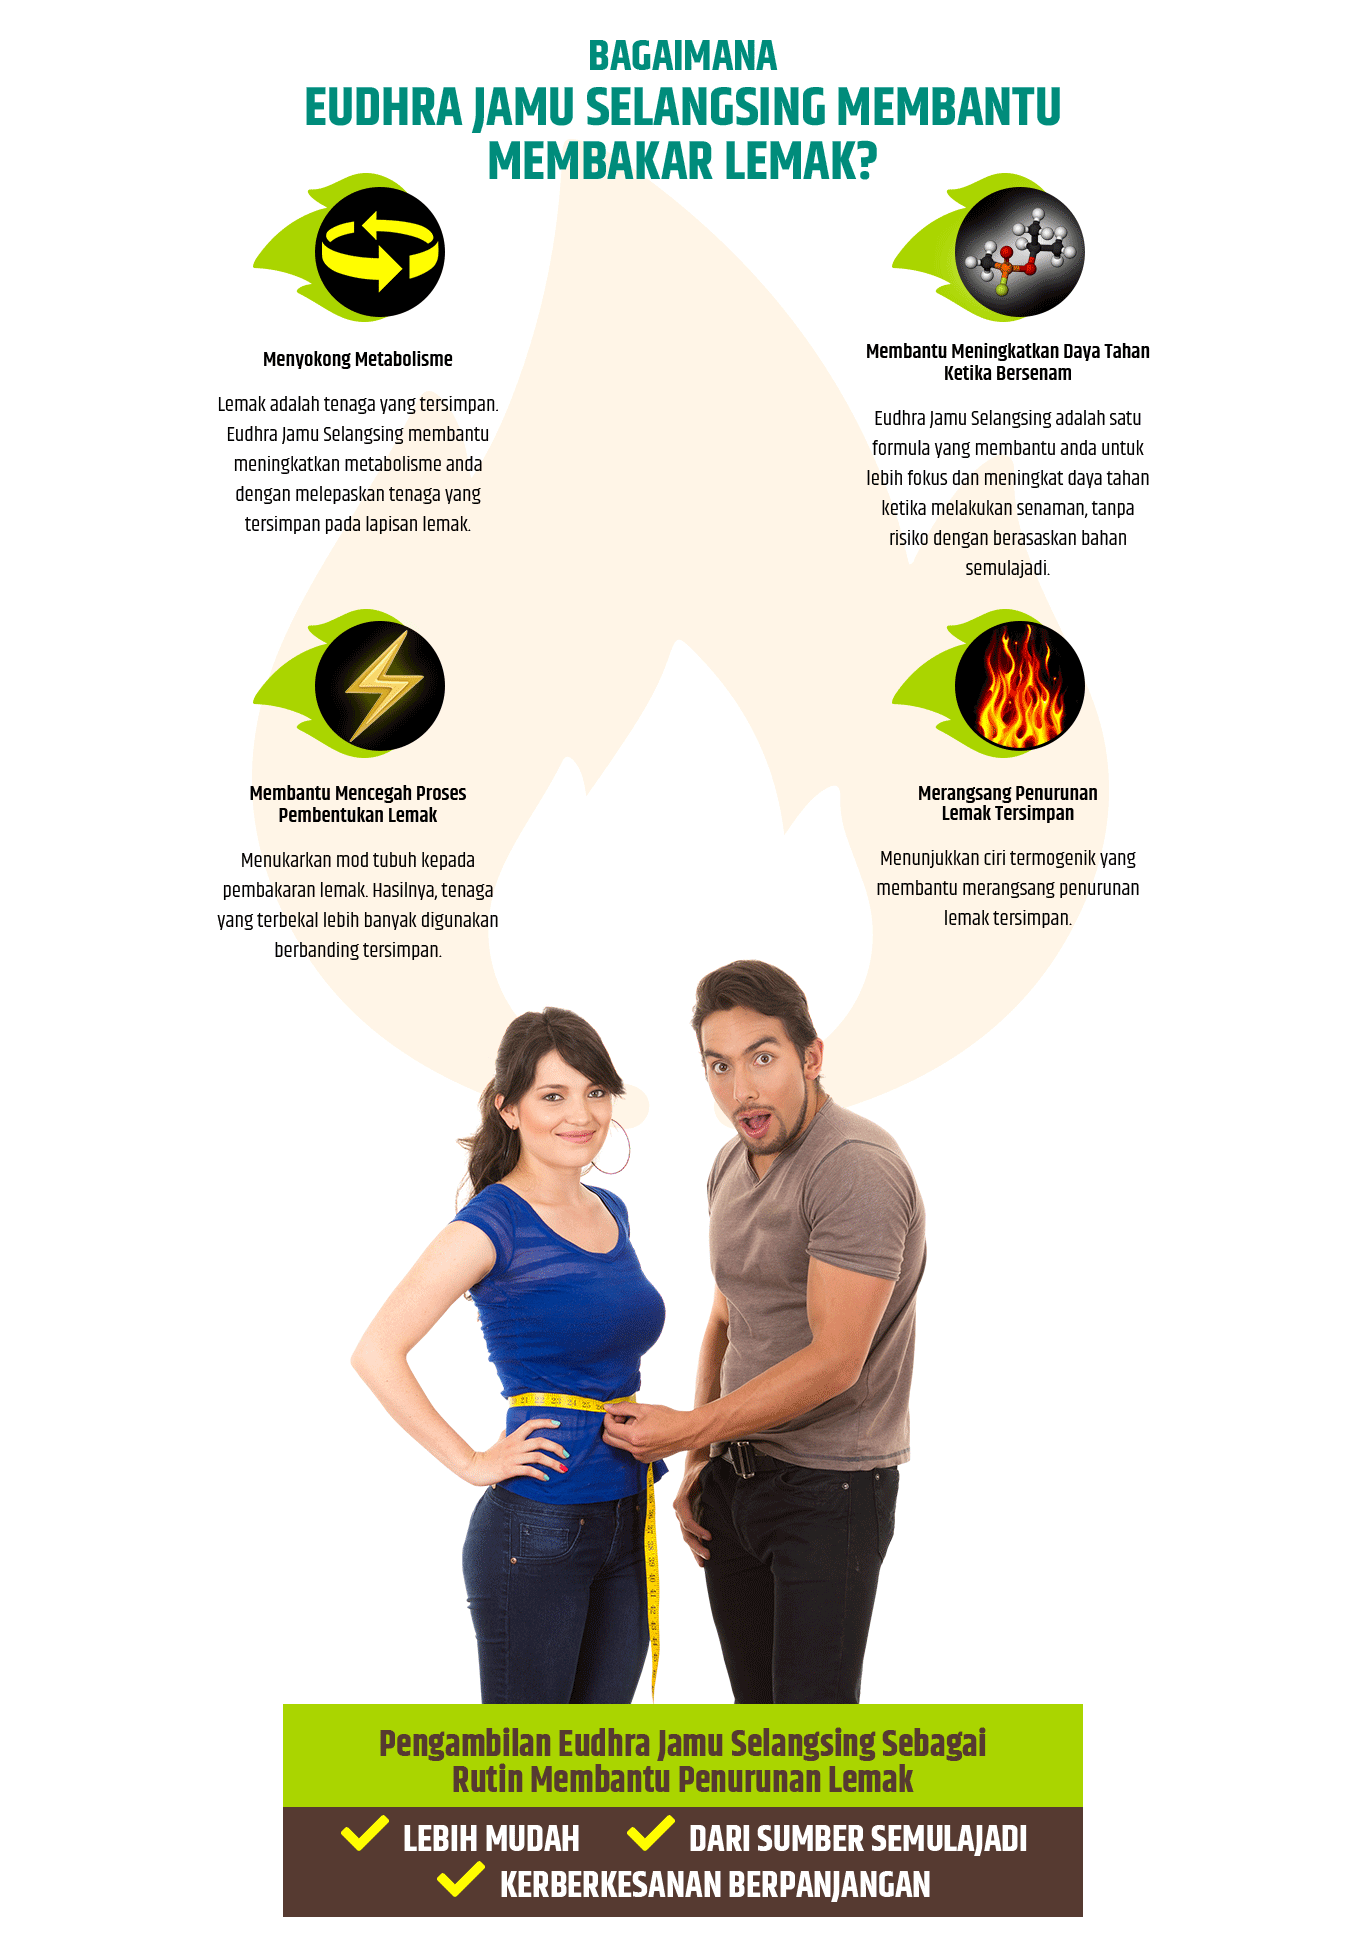 BAGAIMANA
EUDHRA JAMU SELANGSING MEMBANTU
MEMBAKAR LEMAK?
Menyokong Metabolisme
Lemak adalah tenaga yang tersimpan.
Eudhra Jamu Selangsing membantu
meningkatkan metabolisme anda
dengan melepaskan tenaga yang
tersimpan pada lapisan lemak.
Membantu Meningkatkan Daya Tahan
Ketika Bersenam
Eudhra Jamu Selangsing adalah satu
formula yang membantu anda untuk
lebih fokus dan meningkat daya tahan
ketika melakukan senaman, tanpa
risiko dengan berasaskan bahan
semulajadi.
Membantu Mencegah Proses
Pembentukan Lemak
Menukarkan mod tubuh kepada
pembakaran lemak. Hasilnya, tenaga
yang terbekal lebih banyak digunakan
berbanding tersimpan.
Merangsang Penurunan
Lemak Tersimpan
Menunjukkan ciri termogenik yang
membantu merangsang penurunan
lemak tersimpan.
Pengambilan Eudhra Jamu Selangsing Sebagai
Rutin Membantu Penurunan Lemak
LEBIH MUDAH DARI SUMBER SEMULAJADI
KERBERKESANAN BERPANJANGAN